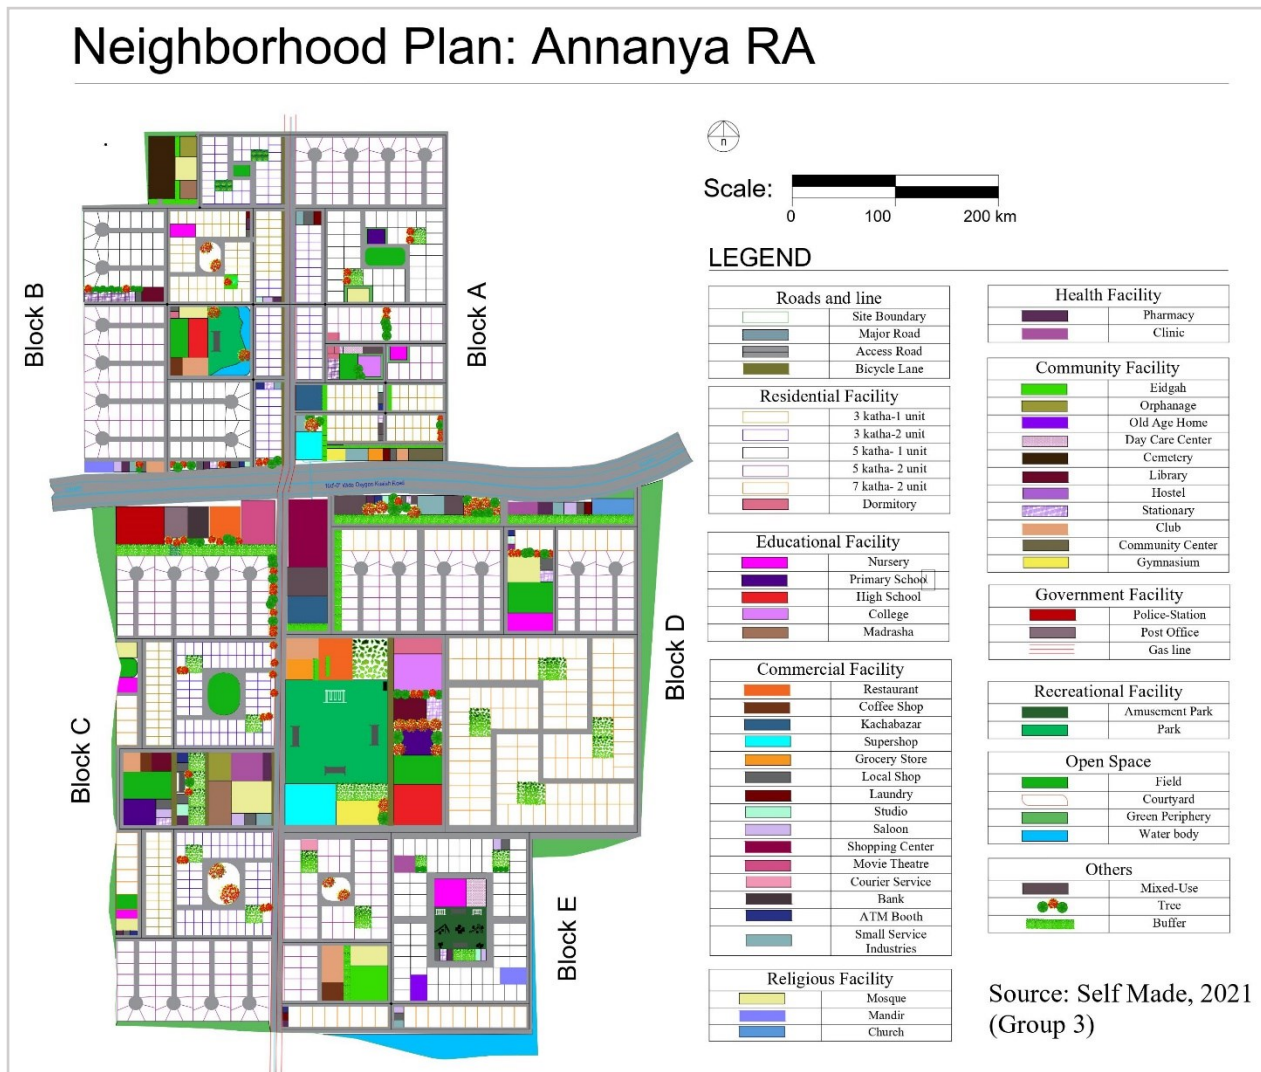 Neighborhood Plan: Annanya RA
n
Scale:
0 100 200 km
Block B
Block A
Block C
Block D
Block E
LEGEND
Roads and line
Site Boundary
Major Road
Access Road
Bicycle Lane
Residential Facility
3 katha-1 unit
3 katha-2 unit
5 katha- 1 unit
5 katha- 2 unit
7 katha- 2 unit
Dormitory
Educational Facility
Nursery
Primary School
High School
College
Madrasha
Commercial Facility
Restaurant
Coffee Shop
Kachabazar
Supershop
Grocery Store
Local Shop
Laundry
Studio
Saloon
Shopping Center
Movie Theatre
Courier Service
Bank
ATM Booth
Small Service
Industries
Religious Facility
Mosque
Mandir
Church
Health Facility
Pharmacy
Clinic
Community Facility
Eidgah
Orphanage
Old Age Home
Day Care Center
Cemetery
Library
Hostel
Stationary
Club
Community Center
Gymnasium
Government Facility
Police-Station
Post Office
Gas line
Recreational Facility
Amusement Park
Park
Open Space
Field
Courtyard
Green Periphery
Water body
Others
Mixed-Use
Tree
Buffer
Source: Self Made, 2021
(Group 3)